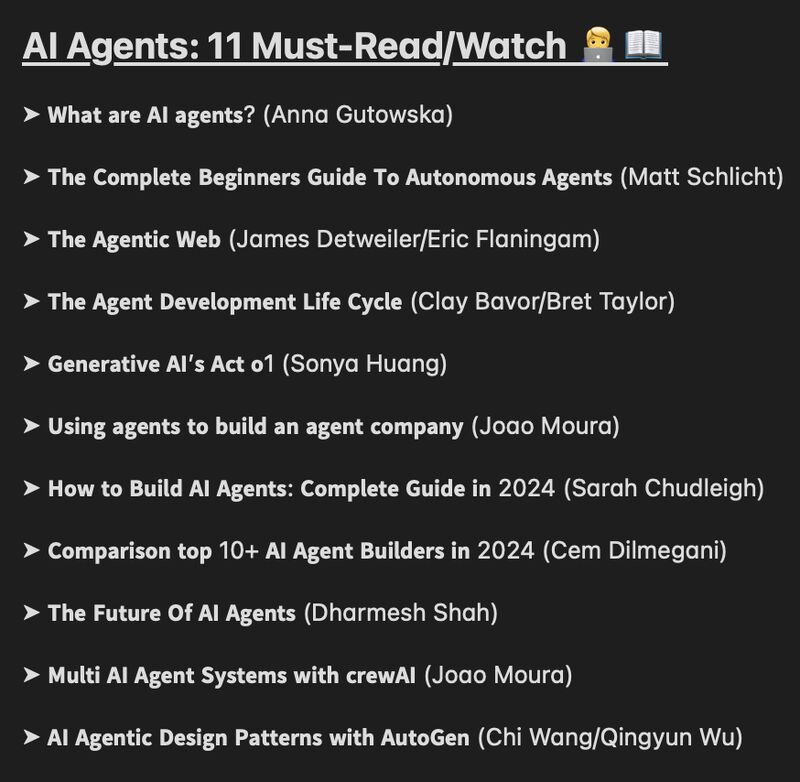 AI Agents: 11 Must-Read/Watch 🧑‍💻 📖
➤ What are AI agents? (Anna Gutowska)
➤ The Complete Beginners Guide To Autonomous Agents (Matt Schlicht)
➤ The Agentic Web (James Detweiler/Eric Flaningam)
➤ The Agent Development Life Cycle (Clay Bavor/Bret Taylor)
➤ Generative AI’s Act o1 (Sonya Huang)
➤ Using agents to build an agent company (Joao Moura)
➤ How to Build AI Agents: Complete Guide in 2024 (Sarah Chudleigh)
➤ Comparison top 10+ AI Agent Builders in 2024 (Cem Dilmegani)
➤ The Future Of AI Agents (Dharmesh Shah)
➤ Multi AI Agent Systems with crewAI (Joao Moura)
➤ AI Agentic Design Patterns with AutoGen (Chi Wang/Qingyun Wu)